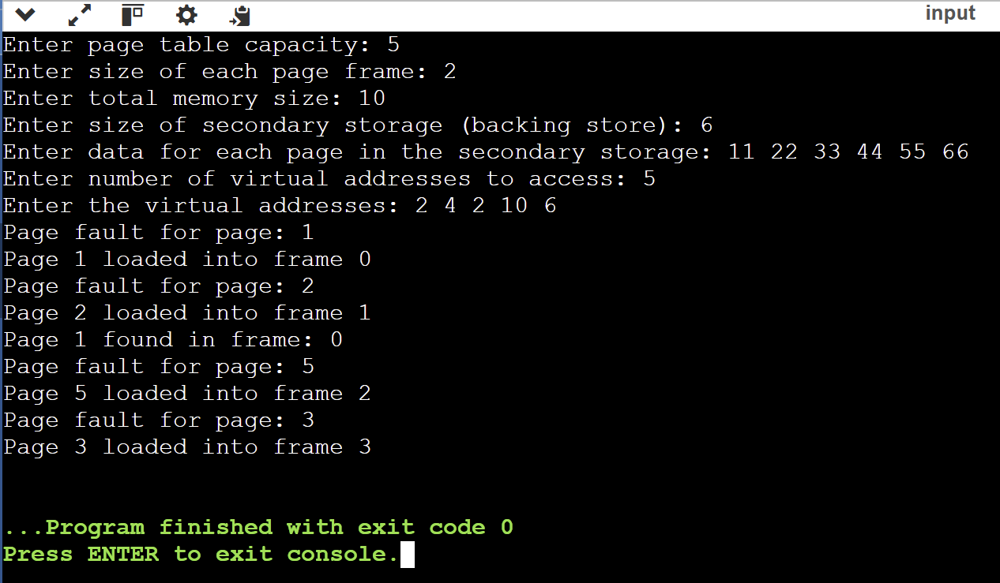 input
Enter page table capacity: 5
Enter size of each page frame: 2
Enter total memory size: 10
Enter size of secondary storage (backing store): 6
Enter data for each page in the secondary storage: 11 22 33 44 55 66
Enter number of virtual addresses to access: 5
Enter the virtual addresses: 2 4 2 10 6
Page fault for page: 1
Page 1 loaded into frame 0
Page fault for page: 2
Page 2 loaded into frame 1
Page 1 found in frame: 0
Page fault for page: 5
Page 5 loaded into frame 2
Page fault for page: 3
Page 3 loaded into frame 3
...Program finished with exit code 0
Press ENTER to exit console.